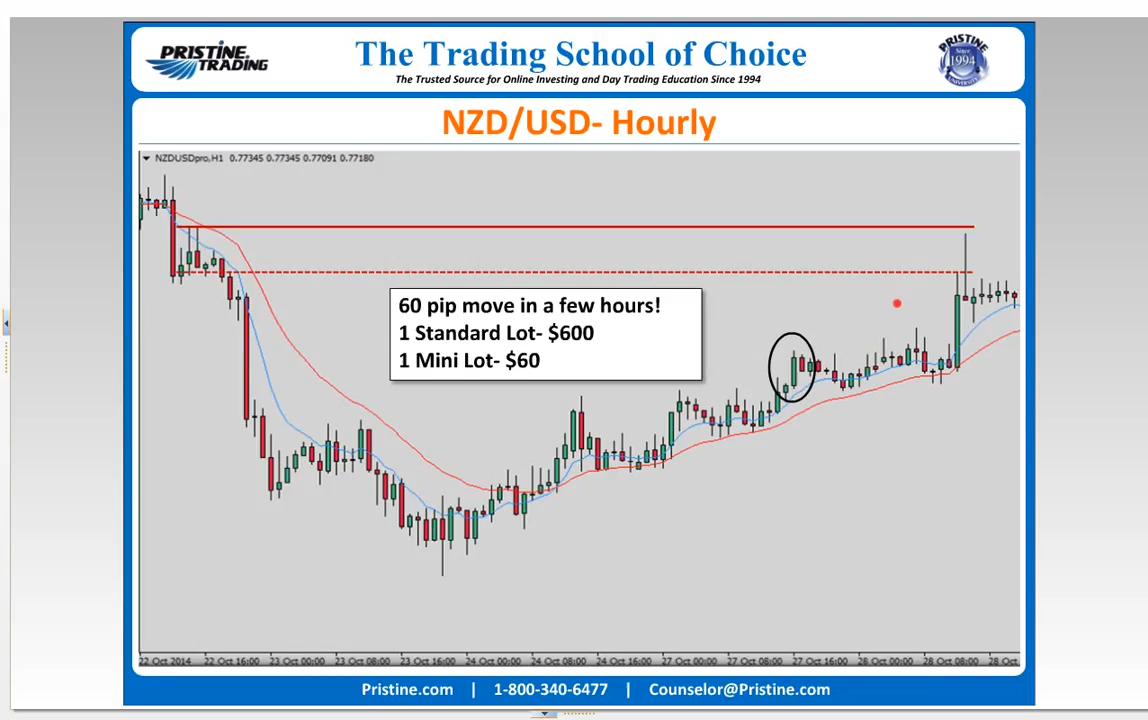 PRISTINE.
TRADING
The Trading School of Choice
The Trusted Source for Online Investing and Day Trading Education Since 1994
PRISTINE
Since
1994
UNIVERSITY
NZD/USD- Hourly
NZDUSDpro,H1 0.77345 0.77345 0.77091 0.77180
60 pip move in a few hours!
1 Standard Lot- $600
1 Mini Lot- $60
22 Oct 2014 22 Oct 16:00 23 Oct 00:00 23 Oct 08:00 23 Oct 16:00 24 Oct 00:00 24 Oct 08:00 24 Oct 16:00 27 Oct 00:00 27 Oct 08:00 27 Oct 16:00 28 Oct 00:00 28 Oct 08:00 28 Oct
Pristine.com | 1-800-340-6477 | Counselor@Pristine.com